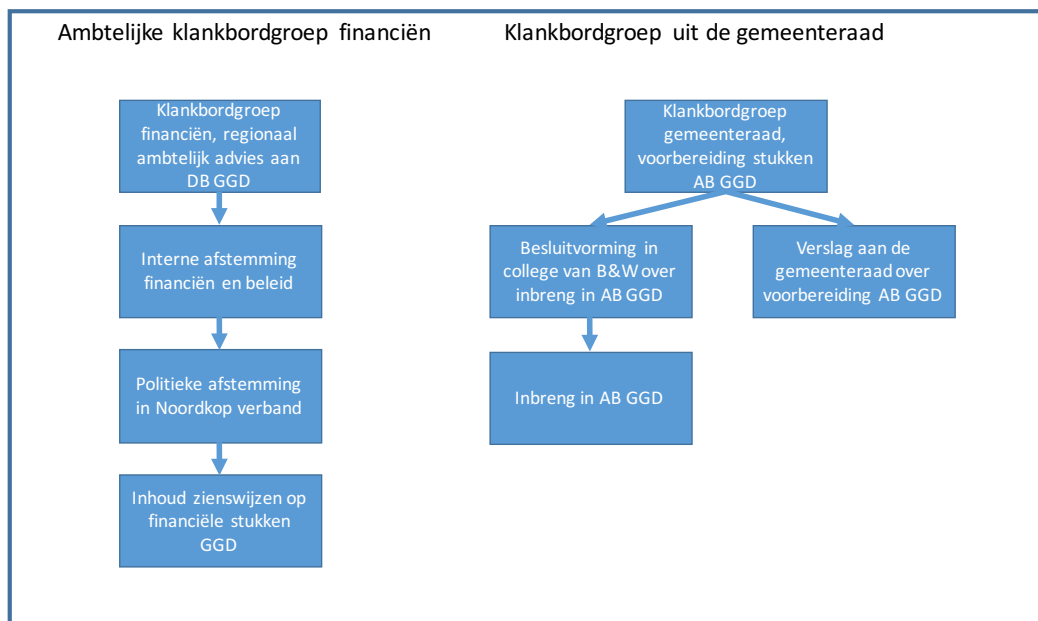 Ambtelijke klankbordgroep financiën
Klankbordgroep
financiën, regionaal
ambtelijk advies aan
DB GGD
Interne afstemming
financiën en beleid
Politieke afstemming
in Noordkop verband
Inhoud zienswijzen op
financiële stukken
GGD
Klankbordgroep uit de gemeenteraad
Klankbordgroep
gemeenteraad,
voorbereiding stukken
AB GGD
Besluitvorming in
college van B&W over
inbreng in AB GGD
Verslag aan de
gemeenteraad over
voorbereiding AB GGD
Inbreng in AB GGD